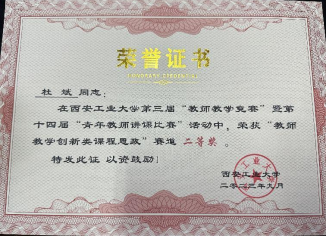 荣誉证书
HONORARY CREDENTIAL
杜斌 同志：
在西安工业大学第三届“教师教学竞赛”暨第
十四届“青年教师讲课比赛”活动中，荣获“教师
教学创新类课程思政”赛道 二等奖。
特发此证 以资鼓励！
西安工业大学
二〇二三年九月